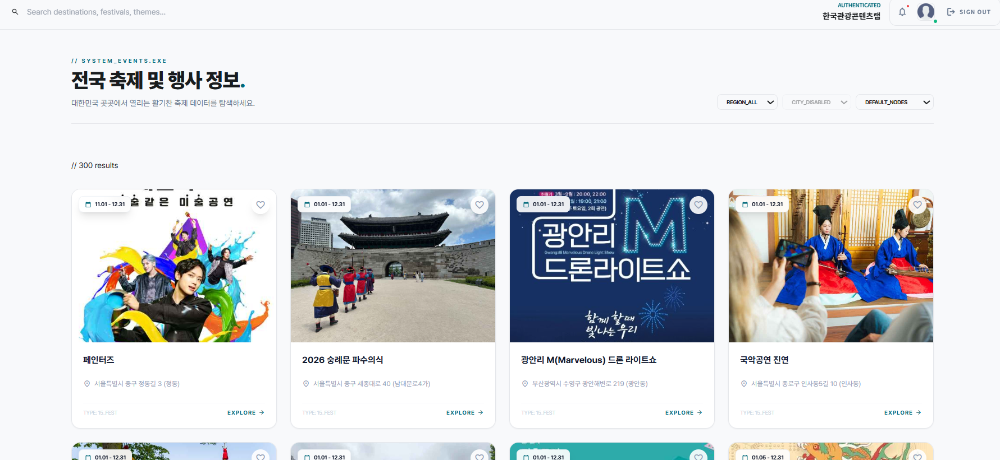 Search destinations, festivals, themes...
AUTHENTICATED
한국관광콘텐츠랩
SIGN OUT
// SYSTEM_EVENTS.EXE
전국 축제 및 행사 정보.
대한민국 곳곳에서 열리는 활기찬 축제 데이터를 탐색하세요.
REGION_ALL
CITY_DISABLED
DEFAULT_NODES
// 300 results
11.01 - 12.31
술 같은 미술공연
페인터즈
서울특별시 중구 정동길 3 (정동)
TYPE: 15_FEST
EXPLORE →
01.01 - 12.31
2026 숭례문 파수의식
서울특별시 중구 세종대로 40 (남대문로4가)
TYPE: 15_FEST
EXPLORE →
하절기 3월~9월 : 20:00, 22:00
: 19:00, 21:00
토요일, 2회 공연)
01.01 - 12.31
광안리 M
Gwangalli Marvelous Drone Light Show
드론라이트쇼
함께 할 때
빛나는 우리
광안리 M(Marvelous) 드론 라이트쇼
부산광역시 수영구 광안해변로 219 (광안동)
TYPE: 15_FEST
EXPLORE →
01.01 - 12.31
국악공연 진연
서울특별시 종로구 인사동5길 10 (인사동)
TYPE: 15_FEST
EXPLORE →
01.01 - 12.31
01.01 - 12.31
01.01 - 12.31
01.05 - 12.31